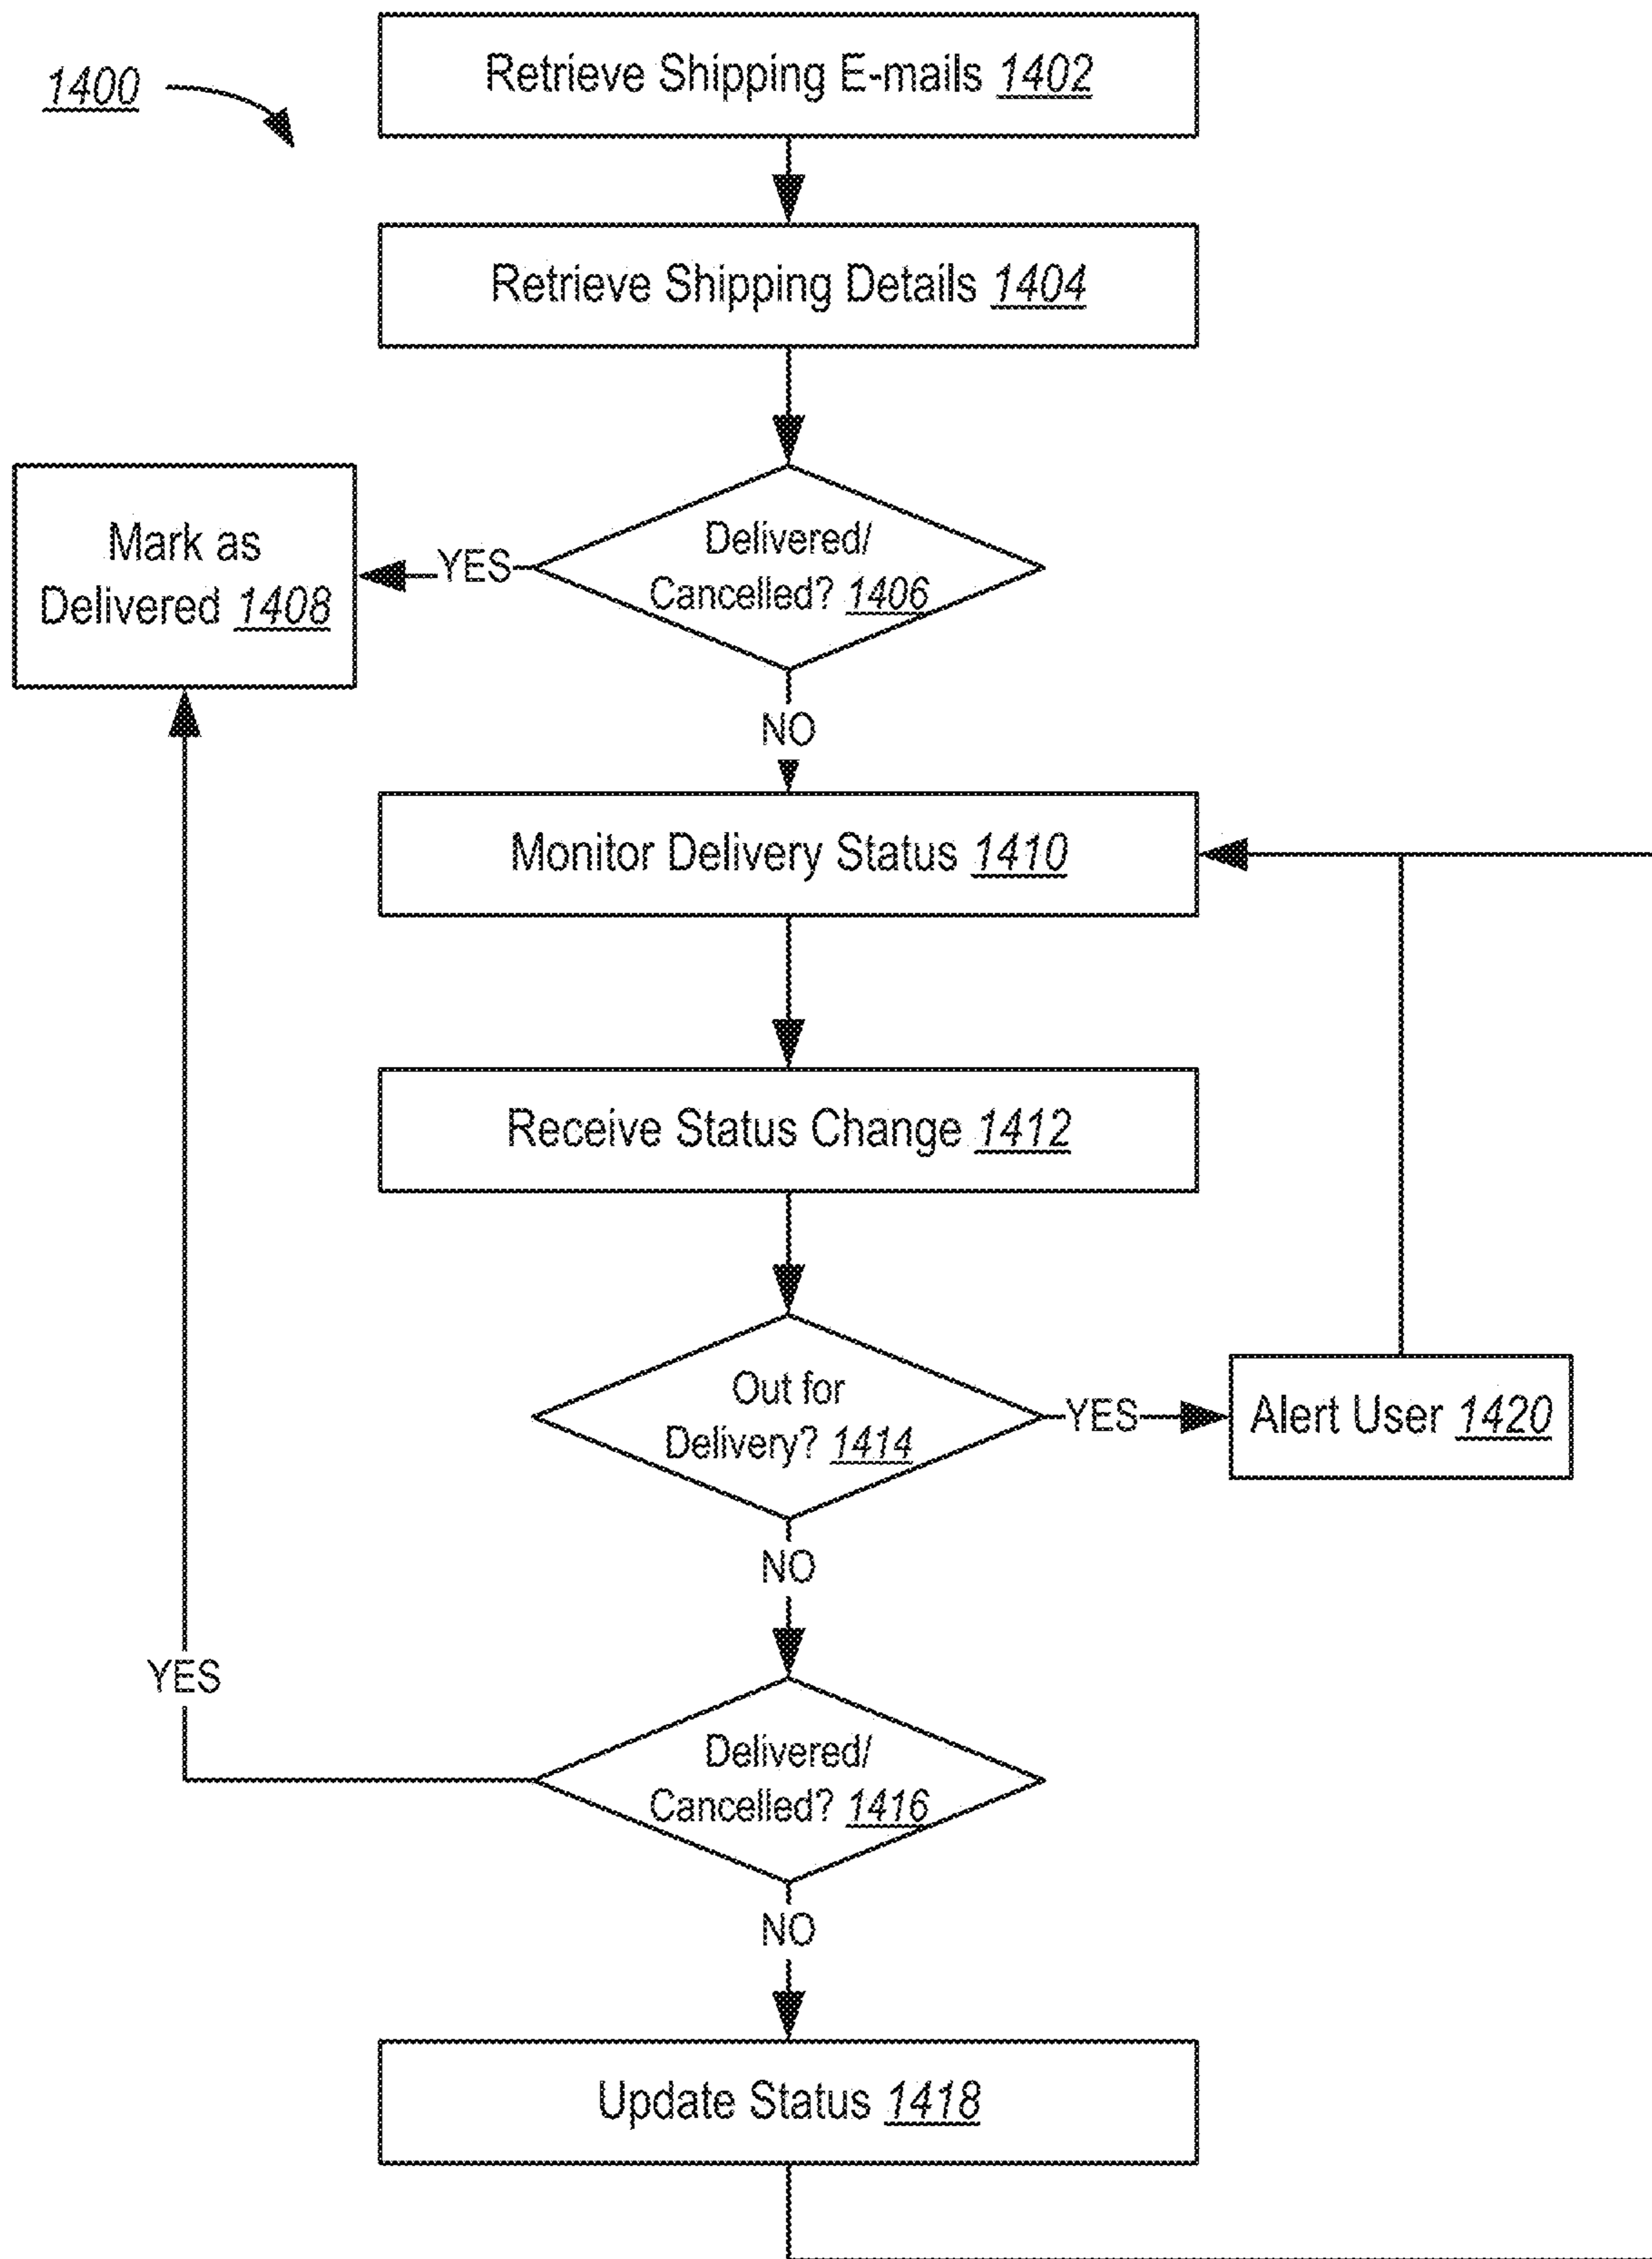 1400
Retrieve Shipping E-mails 1402
Retrieve Shipping Details 1404
Delivered/
Cancelled? 1406
YES
Mark as
Delivered 1408
NO
Monitor Delivery Status 1410
Receive Status Change 1412
Out for
Delivery? 1414
YES
Alert User 1420
NO
YES
Delivered/
Cancelled? 1416
NO
Update Status 1418